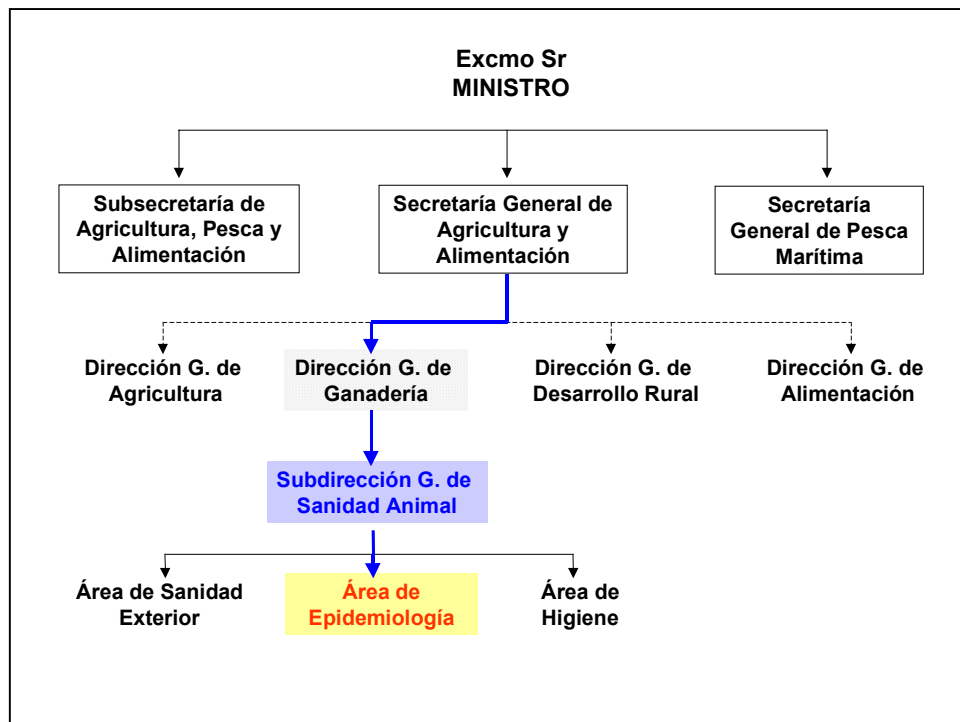 Excmo Sr
MINISTRO
Subsecretaría de
Agricultura, Pesca y
Alimentación
Secretaría General de
Agricultura y
Alimentación
Secretaría
General de Pesca
Marítima
Dirección G. de
Agricultura
Dirección G. de
Ganadería
Dirección G. de
Desarrollo Rural
Dirección G. de
Alimentación
Subdirección G. de
Sanidad Animal
Área de Sanidad
Exterior
Área de
Epidemiología
Área de
Higiene